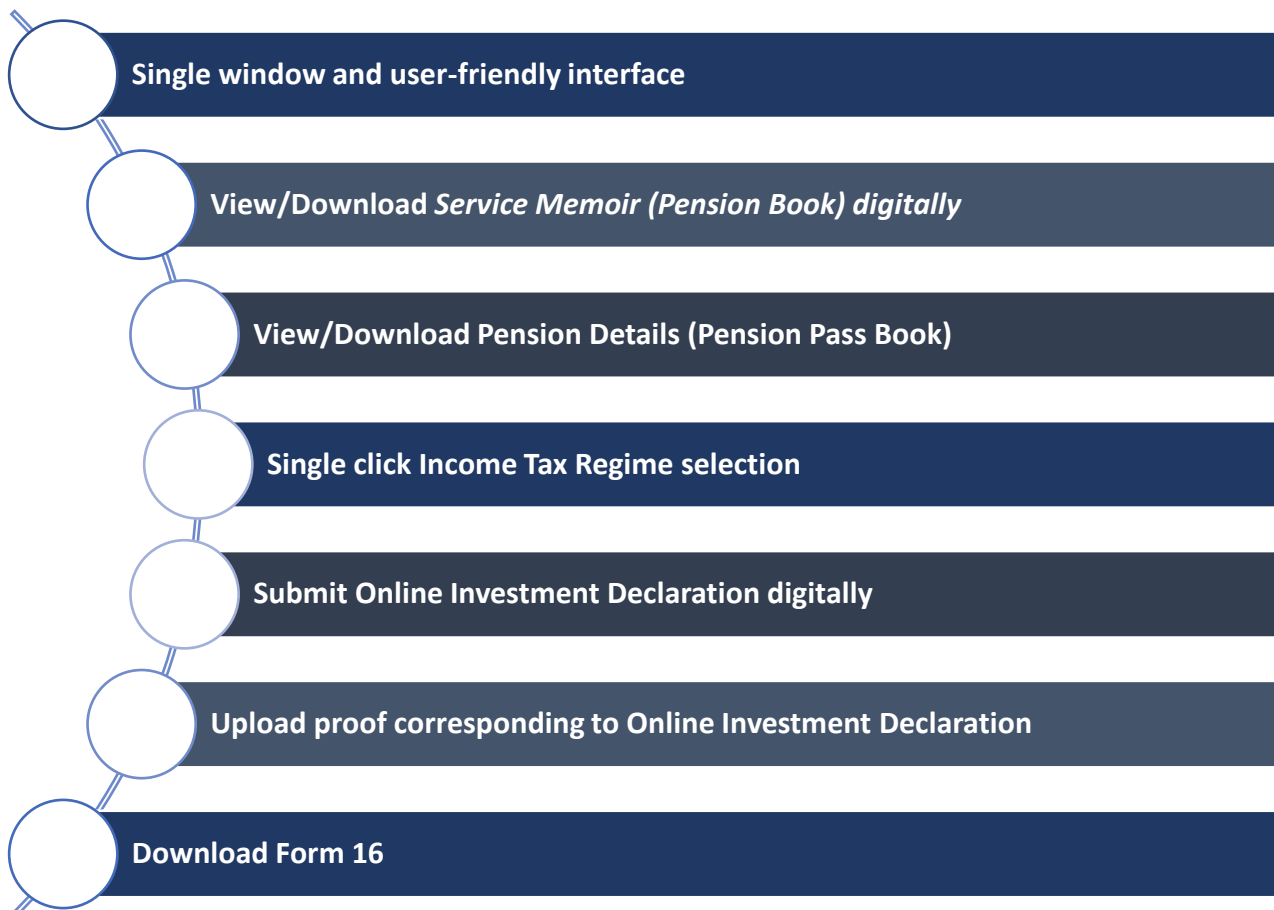 Single window and user-friendly interface
View/Download Service Memoir (Pension Book) digitally
View/Download Pension Details (Pension Pass Book)
Single click Income Tax Regime selection
Submit Online Investment Declaration digitally
Upload proof corresponding to Online Investment Declaration
Download Form 16